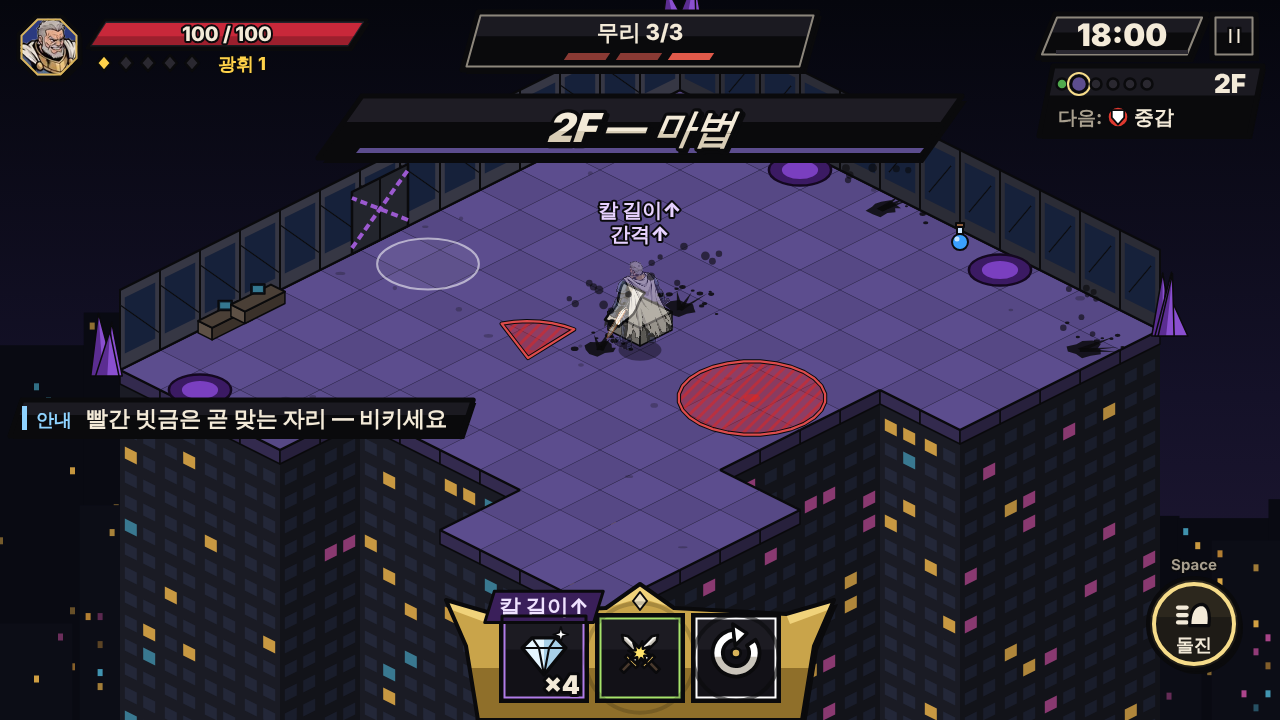 100 / 100
광휘 1
무리 3/3
18:00
2F
다음: 중갑
2F — 마법
칼 길이↑
간격↑
안내 빨간 빗금은 곧 맞는 자리 — 비키세요
Space
돌진
칼 길이↑
×4